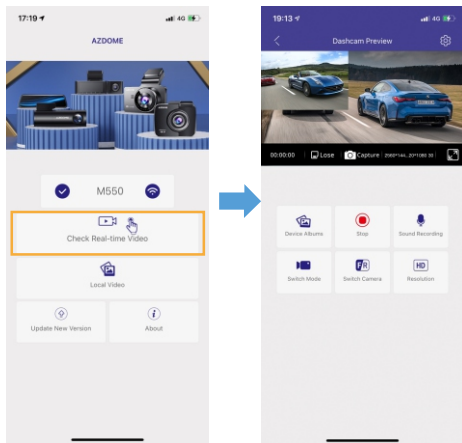 17:19
4G
AZDOME
M550
Check Real-time Video
Local Video
Update New Version
About
19:13
4G
Dashcam Preview
00:00:00 Lose Capture
Device Albums
Stop
Sound Recording
Switch Mode
F R
Switch Camera
HD
Resolution